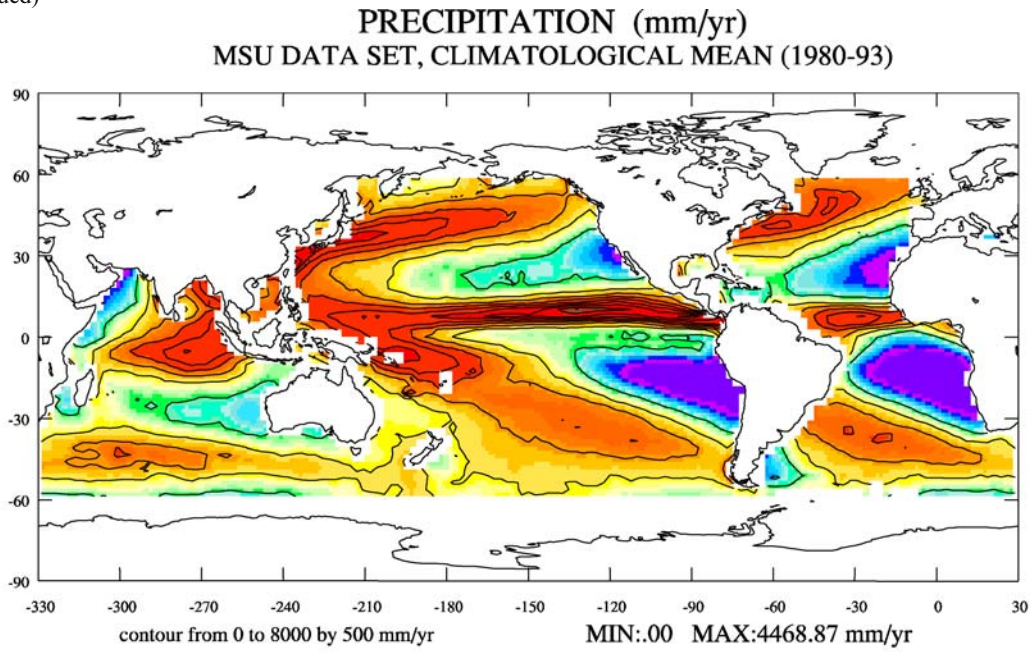 ued)
PRECIPITATION (mm/yr)
MSU DATA SET, CLIMATOLOGICAL MEAN (1980-93)
90
60
30
0
-30
-60
-90
-330 -300 -270 -240 -210 -180 -150 -120 -90 -60 -30 0 30
contour from 0 to 8000 by 500 mm/yr MIN:.00 MAX:4468.87 mm/yr